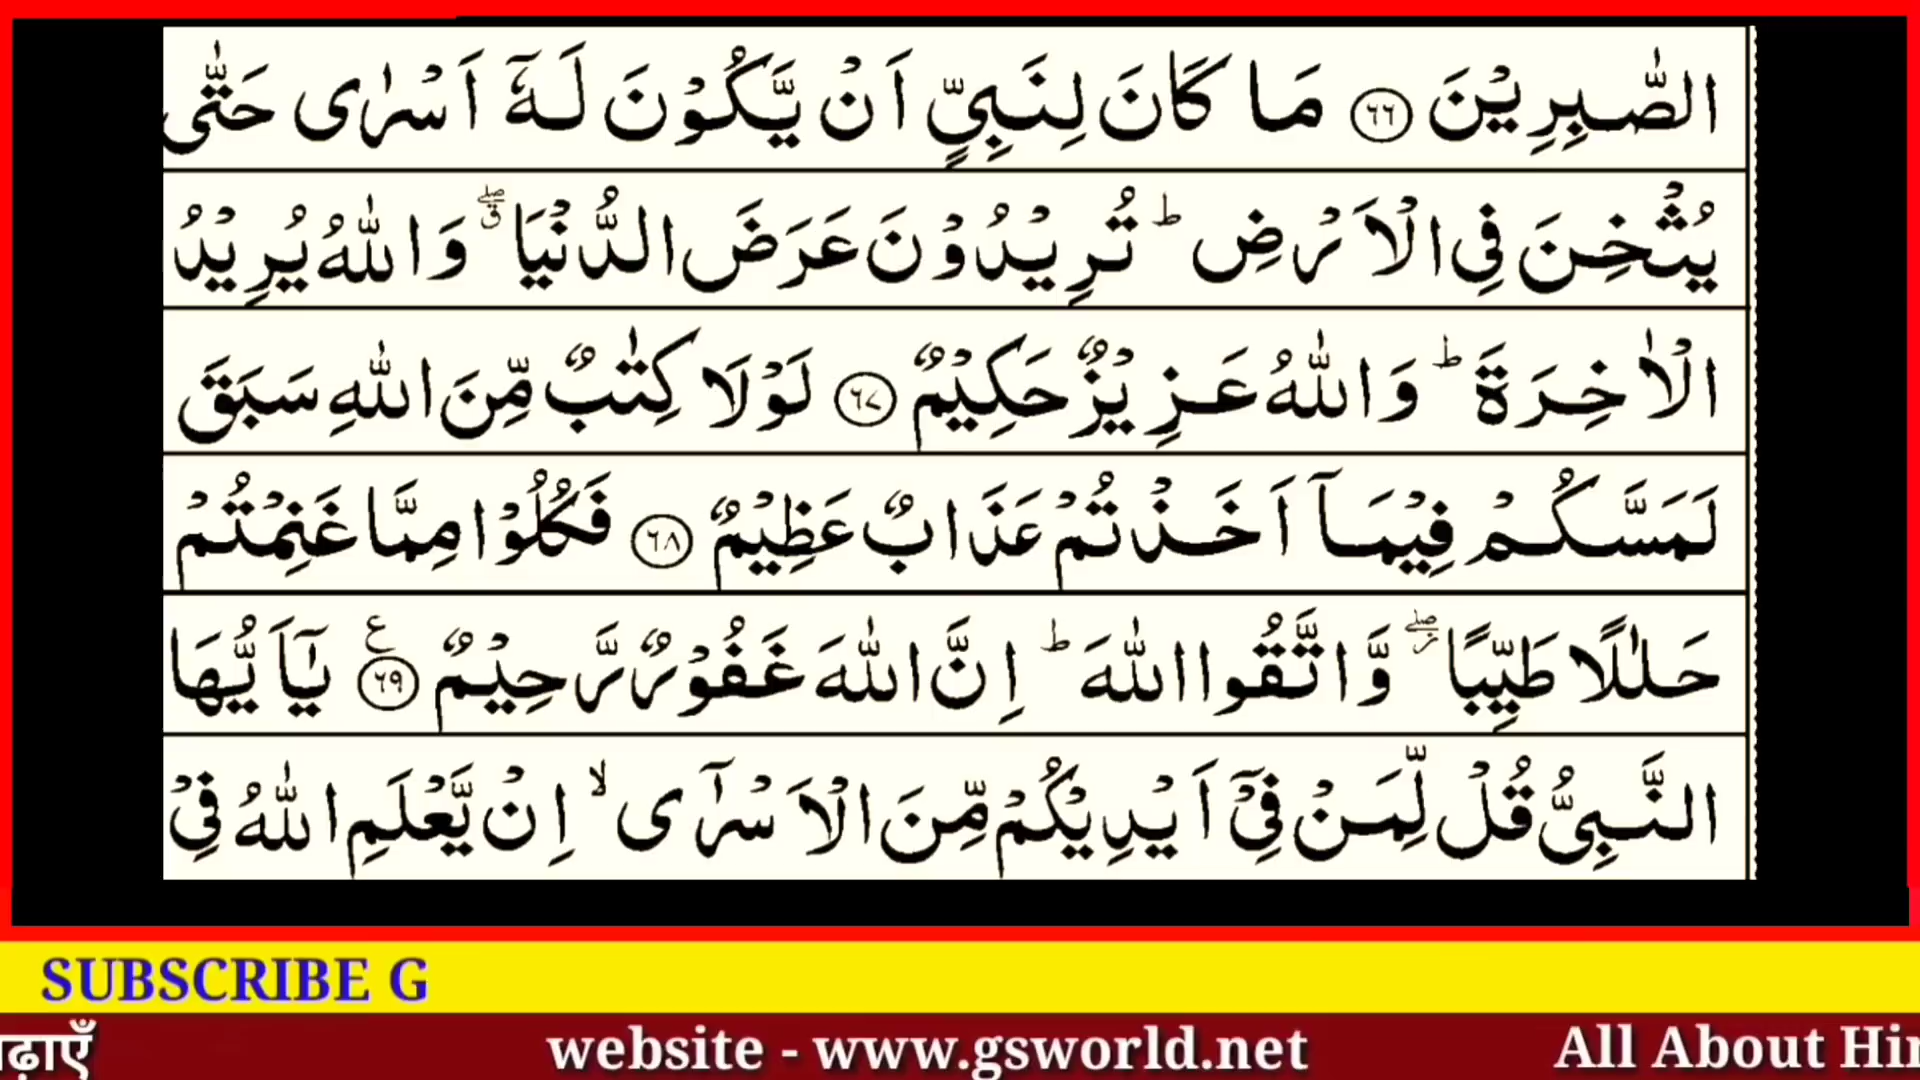 الصّٰبِرِيْنَ ﴿٦٦﴾ مَا كَانَ لِنَبِيٍّ اَنْ يَّكُوْنَ لَهٗۤ اَسْرٰى حَتّٰى
يُثْخِنَ فِى الْاَرْضِ ؕ تُرِيْدُوْنَ عَرَضَ الدُّنْيَا ۖۗ وَاللّٰهُ يُرِيْدُ
الْاٰخِرَةَ ؕ وَاللّٰهُ عَزِيْزٌ حَكِيْمٌ ﴿٦٧﴾ لَوْلَا كِتٰبٌ مِّنَ اللّٰهِ سَبَقَ
لَمَسَّكُمْ فِيْمَاۤ اَخَذْتُمْ عَذَابٌ عَظِيْمٌ ﴿٦٨﴾ فَكُلُوْا مِمَّا غَنِمْتُمْ
حَلٰلًا طَيِّبًا ۖؗ وَّاتَّقُوا اللّٰهَ ؕ اِنَّ اللّٰهَ غَفُوْرٌ رَّحِيْمٌ ﴿٦٩﴾ ع يٰۤاَيُّهَا
النَّبِىُّ قُلْ لِّمَنْ فِىْۤ اَيْدِيْكُمْ مِّنَ الْاَسْرٰٓى ۙ اِنْ يَّعْلَمِ اللّٰهُ فِىْ
SUBSCRIBE G
ढ़ाएँ website - www.gsworld.net All About Hin